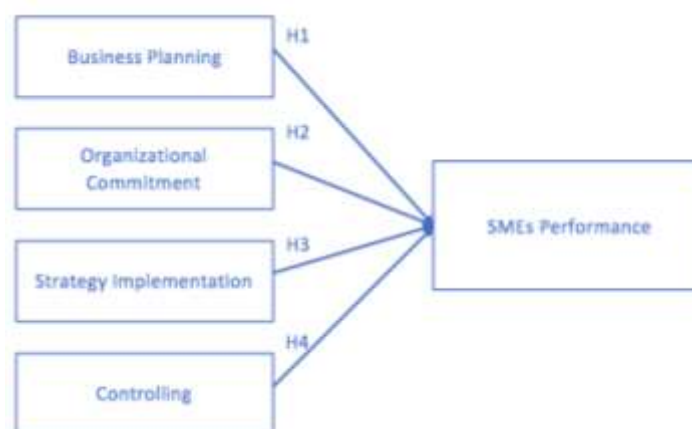 H1
Business Planning
H2
Organizational
Commitment
SMEs Performance
H3
Strategy Implementation
H4
Controlling